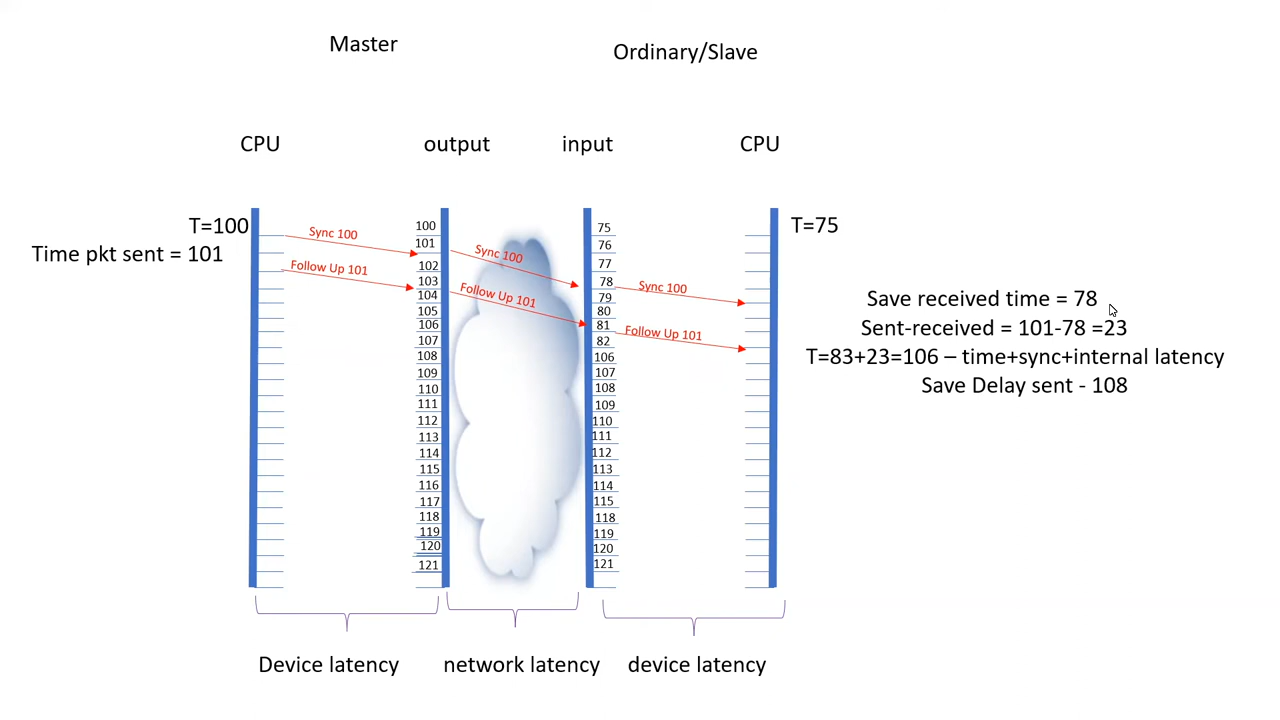 Master
Ordinary/Slave
CPU
output
input
CPU
T=100
Time pkt sent = 101
T=75
Sync 100
Follow Up 101
Sync 100
Follow Up 101
Sync 100
Follow Up 101
100
101
102
103
104
105
106
107
108
109
110
111
112
113
114
115
116
117
118
119
120
121
75
76
77
78
79
80
81
82
106
107
108
109
110
111
112
113
114
115
118
119
120
121
Save received time = 78
Sent-received = 101-78 =23
T=83+23=106 – time+sync+internal latency
Save Delay sent - 108
Device latency
network latency
device latency